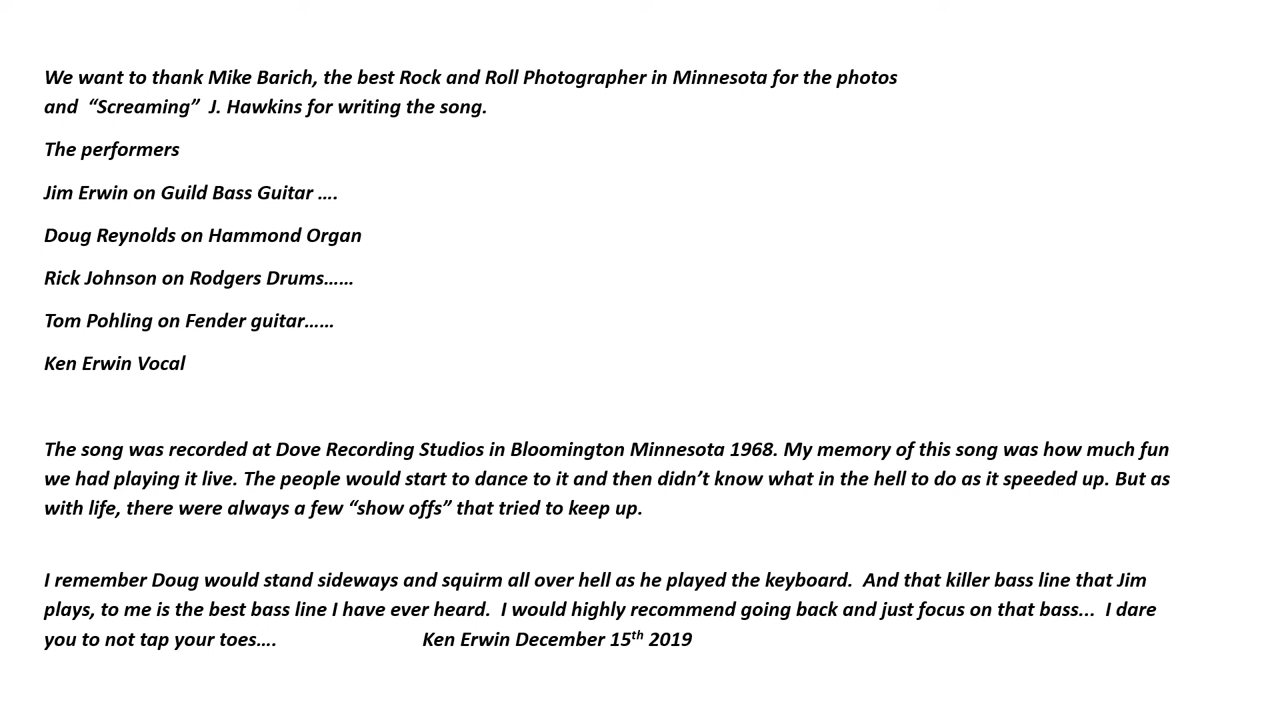 We want to thank Mike Barich, the best Rock and Roll Photographer in Minnesota for the photos
and “Screaming” J. Hawkins for writing the song.
The performers
Jim Erwin on Guild Bass Guitar ....
Doug Reynolds on Hammond Organ
Rick Johnson on Rodgers Drums......
Tom Pohling on Fender guitar......
Ken Erwin Vocal
The song was recorded at Dove Recording Studios in Bloomington Minnesota 1968. My memory of this song was how much fun
we had playing it live. The people would start to dance to it and then didn’t know what in the hell to do as it speeded up. But as
with life, there were always a few “show offs” that tried to keep up.
I remember Doug would stand sideways and squirm all over hell as he played the keyboard. And that killer bass line that Jim
plays, to me is the best bass line I have ever heard. I would highly recommend going back and just focus on that bass... I dare
you to not tap your toes.... Ken Erwin December 15th 2019